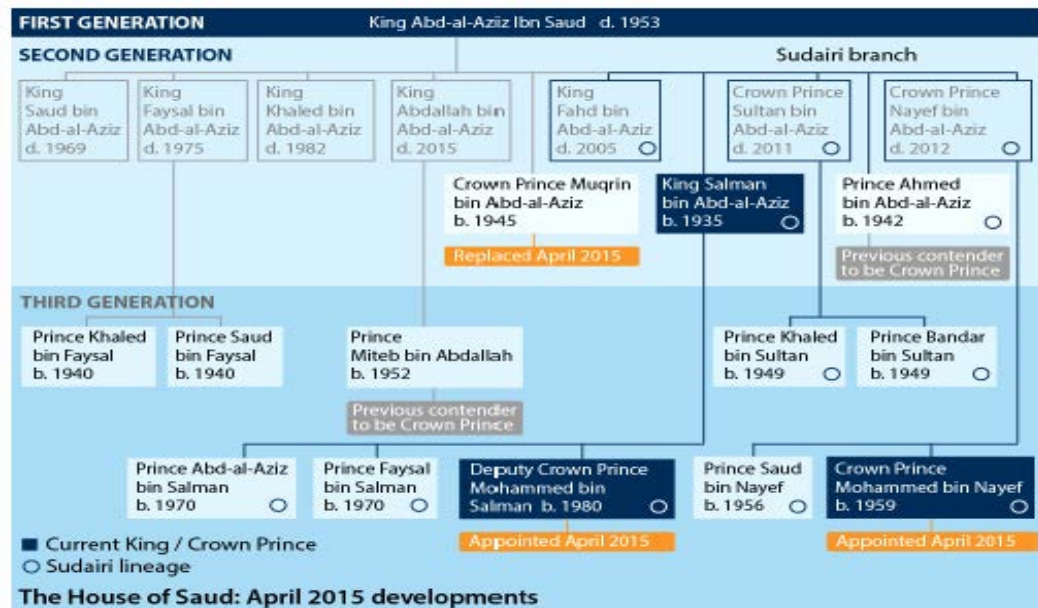 FIRST GENERATION King Abd-al-Aziz Ibn Saud d. 1953
SECOND GENERATION
Sudairi branch
King
Saud bin
Abd-al-Aziz
d. 1969
King
Faysal bin
Abd-al-Aziz
d. 1975
King
Khaled bin
Abd-al-Aziz
d. 1982
King
Abdallah bin
Abd-al-Aziz
d. 2015
King
Fahd bin
Abd-al-Aziz
d. 2005
Crown Prince
Sultan bin
Abd-al-Aziz
d. 2011
Crown Prince
Nayef bin
Abd-al-Aziz
d. 2012
Crown Prince Muqrin
bin Abd-al-Aziz
b. 1945
Replaced April 2015
King Salman
bin Abd-al-Aziz
b. 1935
Prince Ahmed
bin Abd-al-Aziz
b. 1942
Previous contender
to be Crown Prince
THIRD GENERATION
Prince Khaled
bin Faysal
b. 1940
Prince Saud
bin Faysal
b. 1940
Prince
Miteb bin Abdallah
b. 1952
Previous contender
to be Crown Prince
Prince Khaled
bin Sultan
b. 1949
Prince Bandar
bin Sultan
b. 1949
Prince Abd-al-Aziz
bin Salman
b. 1970
Prince Faysal
bin Salman
b. 1970
Deputy Crown Prince
Mohammed bin
Salman b. 1980
Appointed April 2015
Prince Saud
bin Nayef
b. 1956
Crown Prince
Mohammed bin Nayef
b. 1959
Appointed April 2015
Current King / Crown Prince
Sudairi lineage
The House of Saud: April 2015 developments